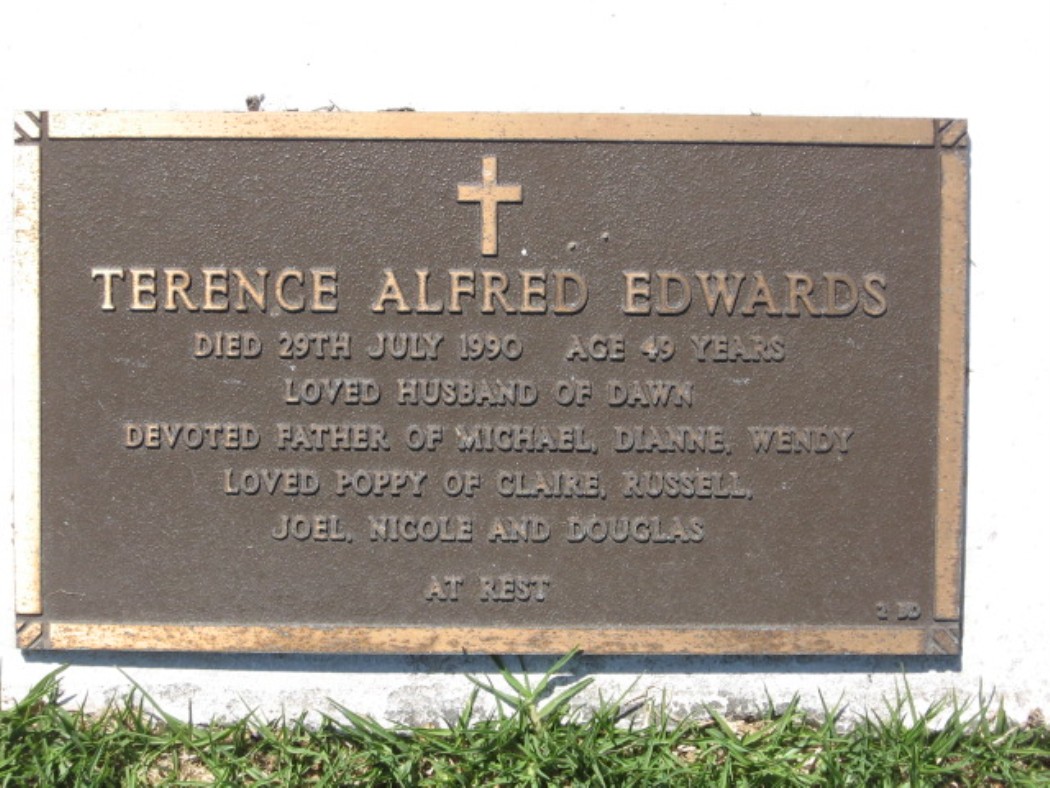 TERENCE ALFRED EDWARDS
DIED 29TH JULY 1990 AGE 49 YEARS
LOVED HUSBAND OF DAWN
DEVOTED FATHER OF MICHAEL, DIANNE, WENDY
LOVED POPPY OF CLAIRE, RUSSELL,
JOEL, NICOLE AND DOUGLAS
AT REST